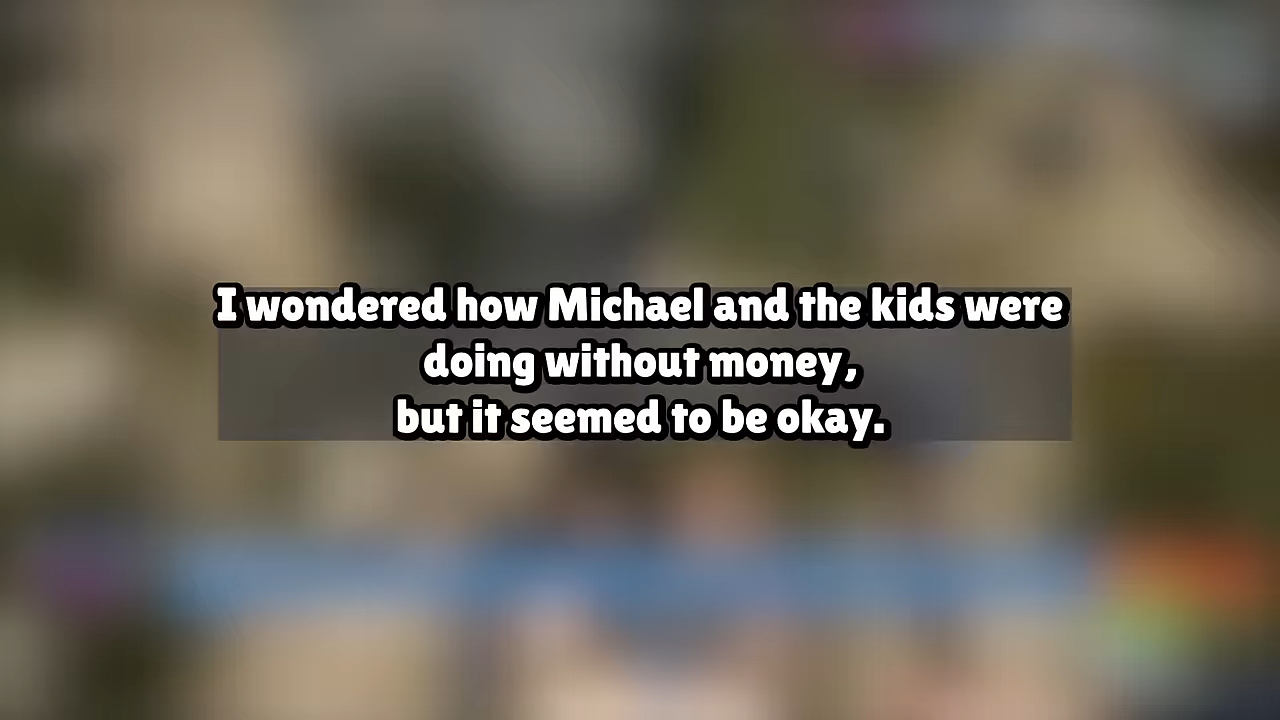 I wondered how Michael and the kids were
doing without money,
but it seemed to be okay.